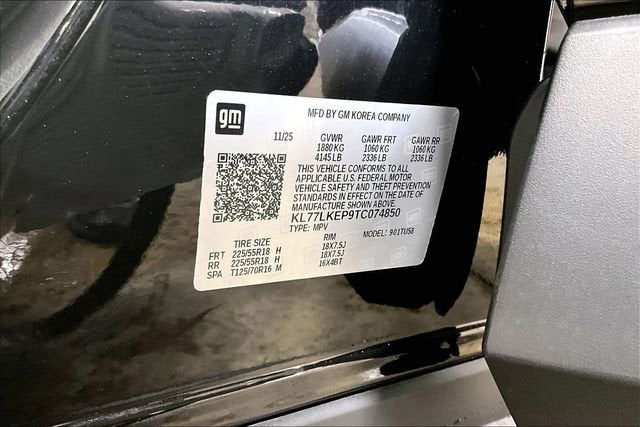 gm
MFD BY GM KOREA COMPANY
11/25 GVWR GAWR FRT GAWR RR
1880 KG 1060 KG 1060 KG
4145 LB 2336 LB 2336 LB
THIS VEHICLE CONFORMS TO ALL
APPLICABLE U.S. FEDERAL MOTOR
VEHICLE SAFETY AND THEFT PREVENTION
STANDARDS IN EFFECT ON THE DATE OF
MANUFACTURE SHOWN ABOVE.
KL77LKEP9TC074850
TYPE: MPV MODEL: 901TU58
TIRE SIZE RIM
FRT 225/55R18 H 18X7.5J
RR 225/55R18 H 18X7.5J
SPA T125/70R16 M 16X4BT